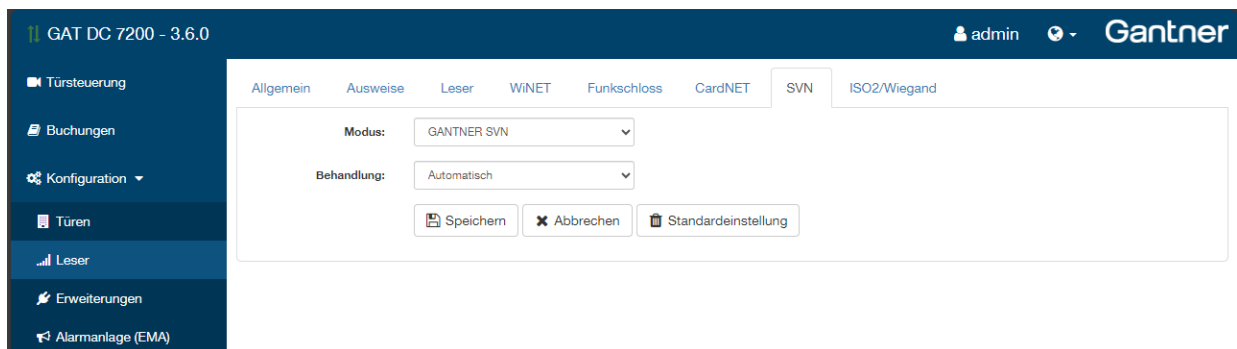 GAT DC 7200 - 3.6.0
admin
Gantner
Türsteuerung
Buchungen
Konfiguration
Türen
Leser
Erweiterungen
Alarmanlage (EMA)
Allgemein Ausweise Leser WiNET Funkschloss CardNET SVN ISO2/Wiegand
Modus: GANTNER SVN
Behandlung: Automatisch
Speichern Abbrechen Standardeinstellung